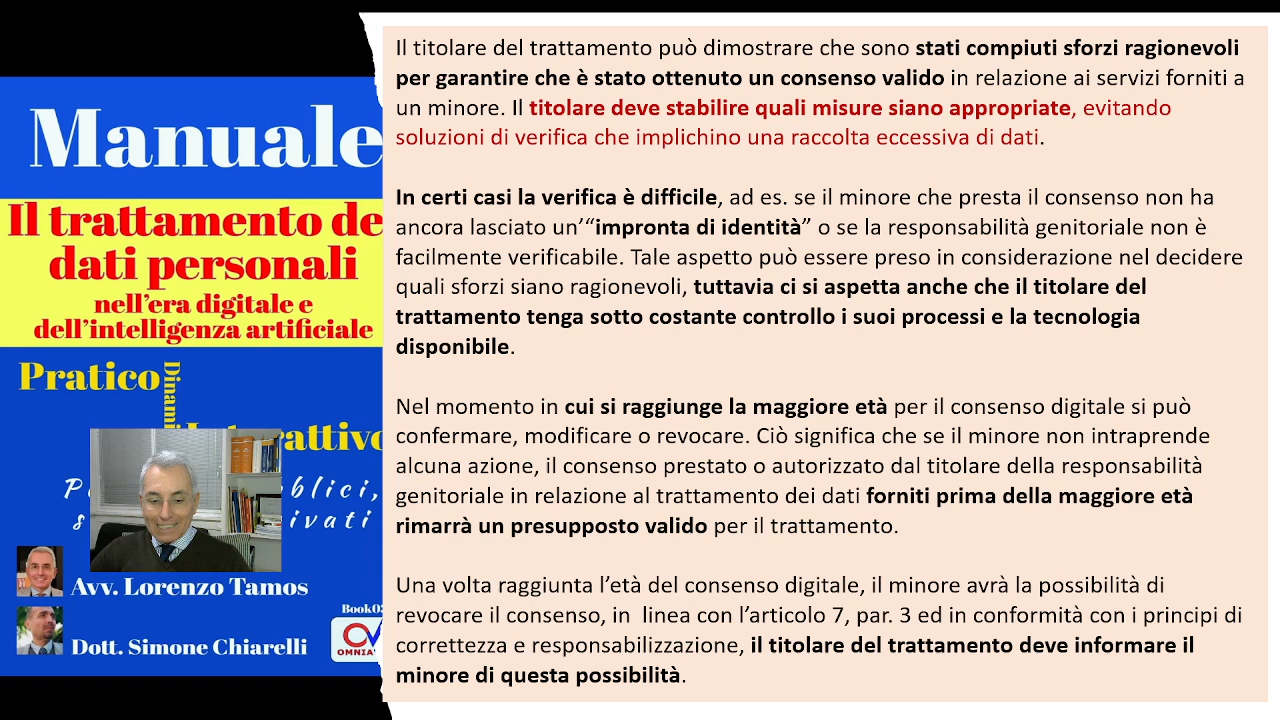 Manuale
Il trattamento de
dati personali
nell'era digitale e
dell'intelligenza artificiale
Pratico
Dinami
Avv. Lorenzo Tamos
Dott. Simone Chiarelli
OMNIA
Il titolare del trattamento può dimostrare che sono stati compiuti sforzi ragionevoli
per garantire che è stato ottenuto un consenso valido in relazione ai servizi forniti a
un minore. Il titolare deve stabilire quali misure siano appropriate, evitando
soluzioni di verifica che implichino una raccolta eccessiva di dati.
In certi casi la verifica è difficile, ad es. se il minore che presta il consenso non ha
ancora lasciato un'“impronta di identità” o se la responsabilità genitoriale non è
facilmente verificabile. Tale aspetto può essere preso in considerazione nel decidere
quali sforzi siano ragionevoli, tuttavia ci si aspetta anche che il titolare del
trattamento tenga sotto costante controllo i suoi processi e la tecnologia
disponibile.
Nel momento in cui si raggiunge la maggiore età per il consenso digitale si può
confermare, modificare o revocare. Ciò significa che se il minore non intraprende
alcuna azione, il consenso prestato o autorizzato dal titolare della responsabilità
genitoriale in relazione al trattamento dei dati forniti prima della maggiore età
rimarrà un presupposto valido per il trattamento.
Una volta raggiunta l'età del consenso digitale, il minore avrà la possibilità di
revocare il consenso, in linea con l'articolo 7, par. 3 ed in conformità con i principi di
correttezza e responsabilizzazione, il titolare del trattamento deve informare il
minore di questa possibilità.